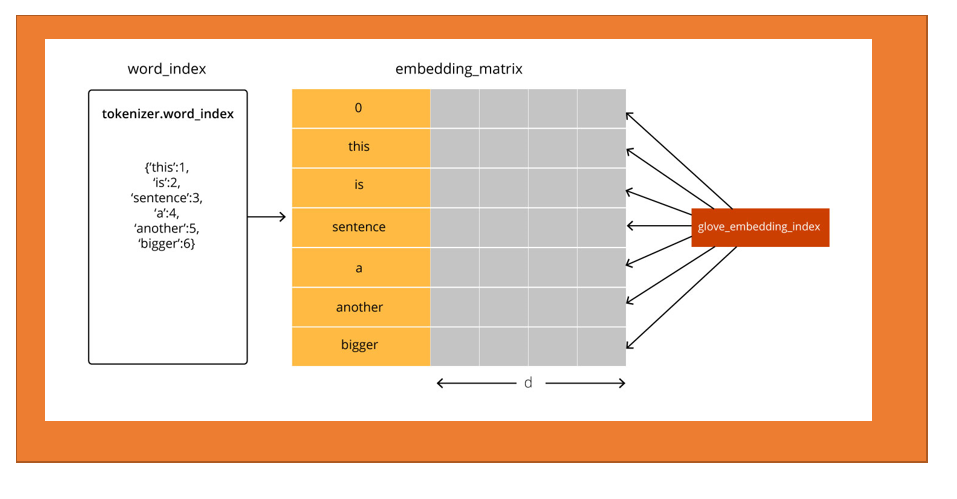 word_index
embedding_matrix
tokenizer.word_index
{'this':1,
‘is’:2,
‘sentence’:3,
‘a’:4,
‘another’:5,
‘bigger’:6}
0
this
is
sentence
a
another
bigger
glove_embedding_index
d